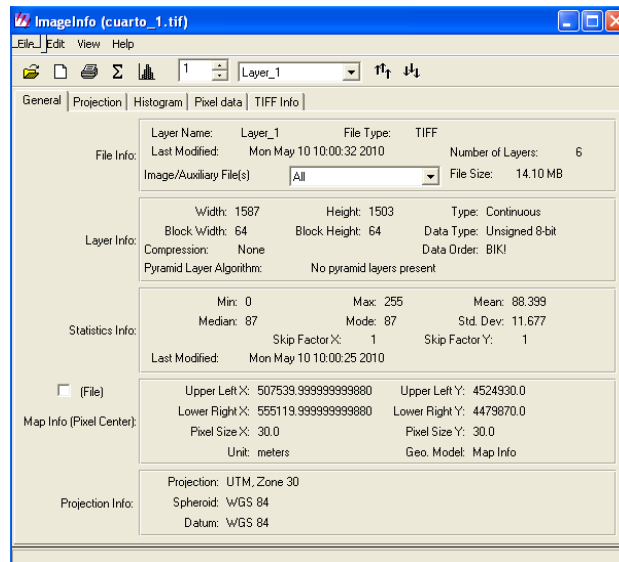 ImageInfo (cuarto_1.tif)
File Edit View Help
1 Layer_1
General Projection Histogram Pixel data TIFF Info
File Info:
Layer Name: Layer_1 File Type: TIFF
Last Modified: Mon May 10 10:00:32 2010 Number of Layers: 6
Image/Auxiliary File(s) All File Size: 14.10 MB
Layer Info:
Width: 1587 Height: 1503 Type: Continuous
Block Width: 64 Block Height: 64 Data Type: Unsigned 8-bit
Compression: None Data Order: BIK!
Pyramid Layer Algorithm: No pyramid layers present
Statistics Info:
Min: 0 Max: 255 Mean: 88.399
Median: 87 Mode: 87 Std. Dev: 11.677
Skip Factor X: 1 Skip Factor Y: 1
Last Modified: Mon May 10 10:00:25 2010
(File)
Map Info (Pixel Center):
Upper Left X: 507539.999999999880 Upper Left Y: 4524930.0
Lower Right X: 555119.999999999880 Lower Right Y: 4479870.0
Pixel Size X: 30.0 Pixel Size Y: 30.0
Unit: meters Geo. Model: Map Info
Projection Info:
Projection: UTM, Zone 30
Spheroid: WGS 84
Datum: WGS 84